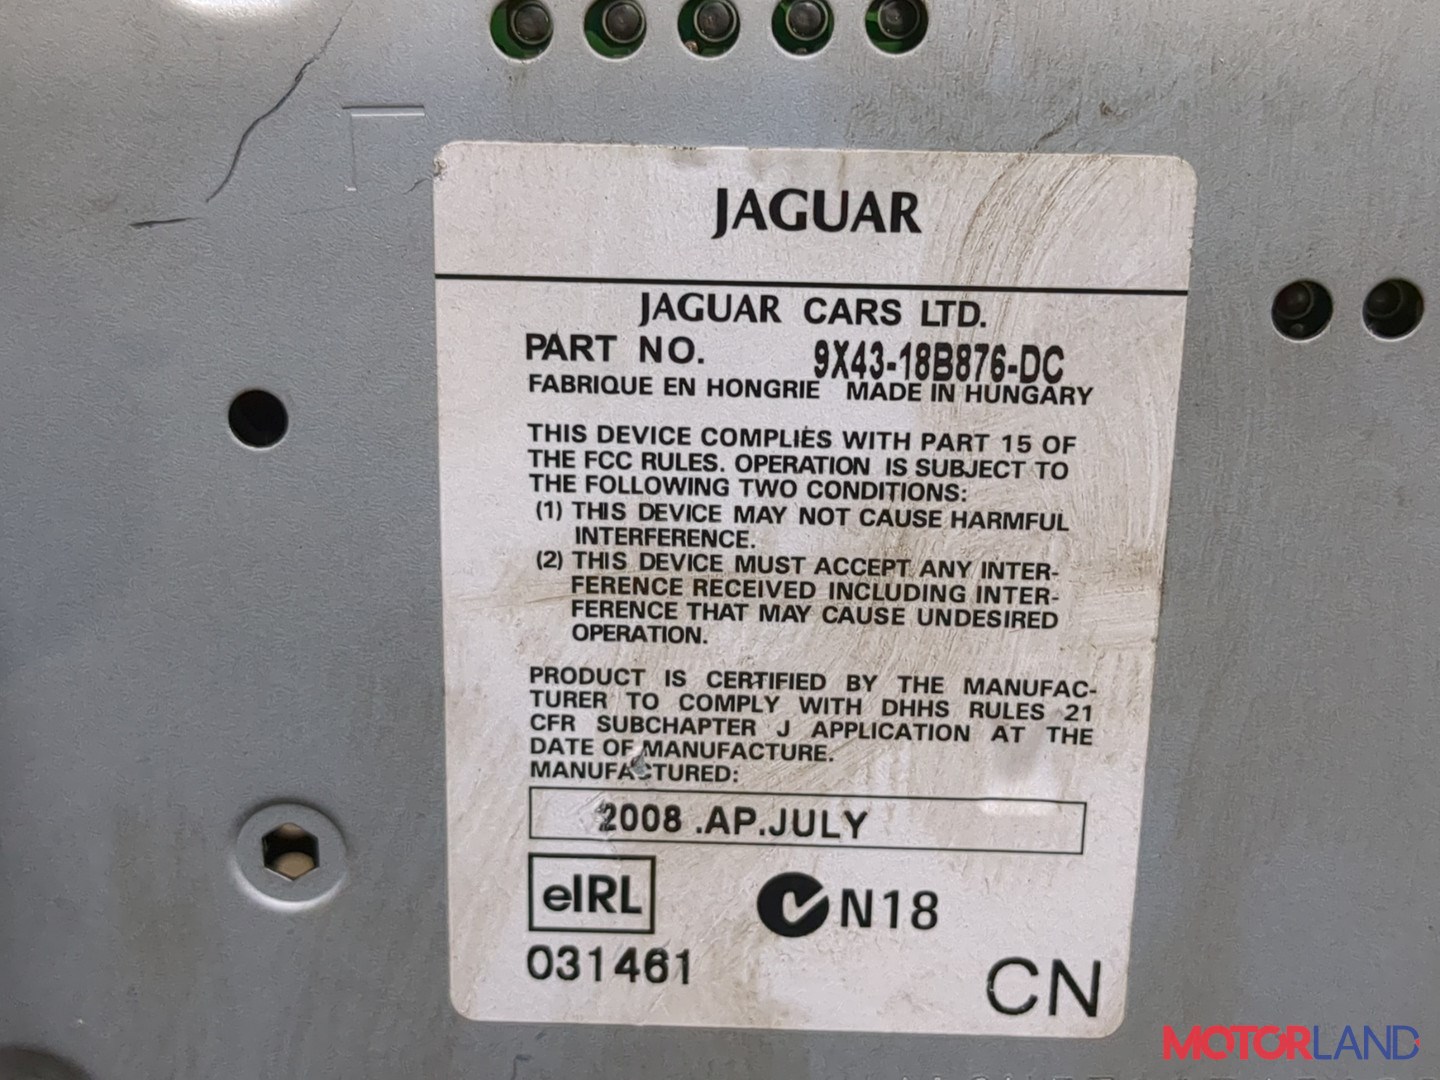 JAGUAR
JAGUAR CARS LTD.
PART NO. 9X43-18B876-DC
FABRIQUE EN HONGRIE MADE IN HUNGARY
THIS DEVICE COMPLIES WITH PART 15 OF
THE FCC RULES. OPERATION IS SUBJECT TO
THE FOLLOWING TWO CONDITIONS:
(1) THIS DEVICE MAY NOT CAUSE HARMFUL
INTERFERENCE.
(2) THIS DEVICE MUST ACCEPT ANY INTER-
FERENCE RECEIVED INCLUDING INTER-
FERENCE THAT MAY CAUSE UNDESIRED
OPERATION.
PRODUCT IS CERTIFIED BY THE MANUFAC-
TURER TO COMPLY WITH DHHS RULES 21
CFR SUBCHAPTER J APPLICATION AT THE
DATE OF MANUFACTURE.
MANUFACTURED:
2008 .AP.JULY
eIRL N18
031461
CN
MOTORLAND